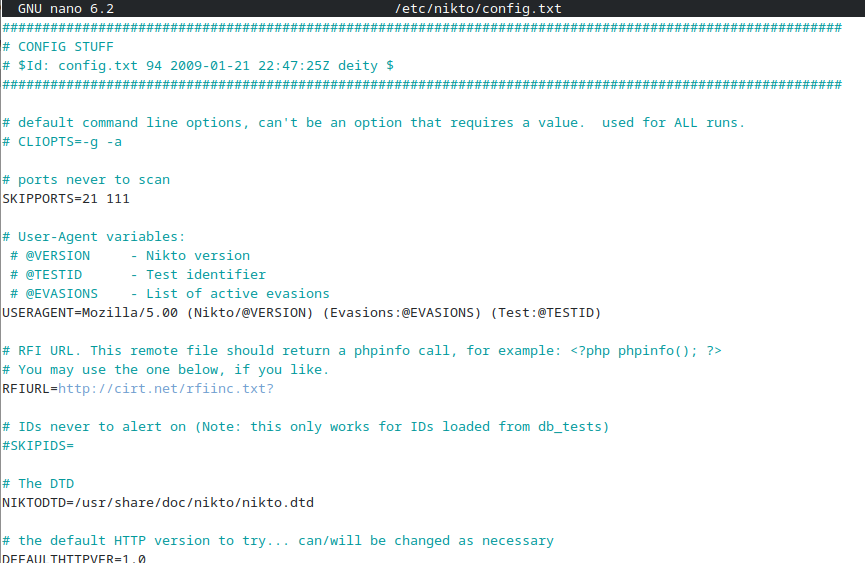 GNU nano 6.2 /etc/nikto/config.txt
#########################################################################################################
# CONFIG STUFF
# $Id: config.txt 94 2009-01-21 22:47:25Z deity $
#########################################################################################################
# default command line options, can't be an option that requires a value.  used for ALL runs.
# CLIOPTS=-g -a
# ports never to scan
SKIPPORTS=21 111
# User-Agent variables:
 # @VERSION     - Nikto version
 # @TESTID      - Test identifier
 # @EVASIONS    - List of active evasions
USERAGENT=Mozilla/5.00 (Nikto/@VERSION) (Evasions:@EVASIONS) (Test:@TESTID)
# RFI URL. This remote file should return a phpinfo call, for example: <?php phpinfo(); ?>
# You may use the one below, if you like.
RFIURL=http://cirt.net/rfiinc.txt?
# IDs never to alert on (Note: this only works for IDs loaded from db_tests)
#SKIPIDS=
# The DTD
NIKTODTD=/usr/share/doc/nikto/nikto.dtd
# the default HTTP version to try... can/will be changed as necessary
DEFAULTHTTPVER=1.0